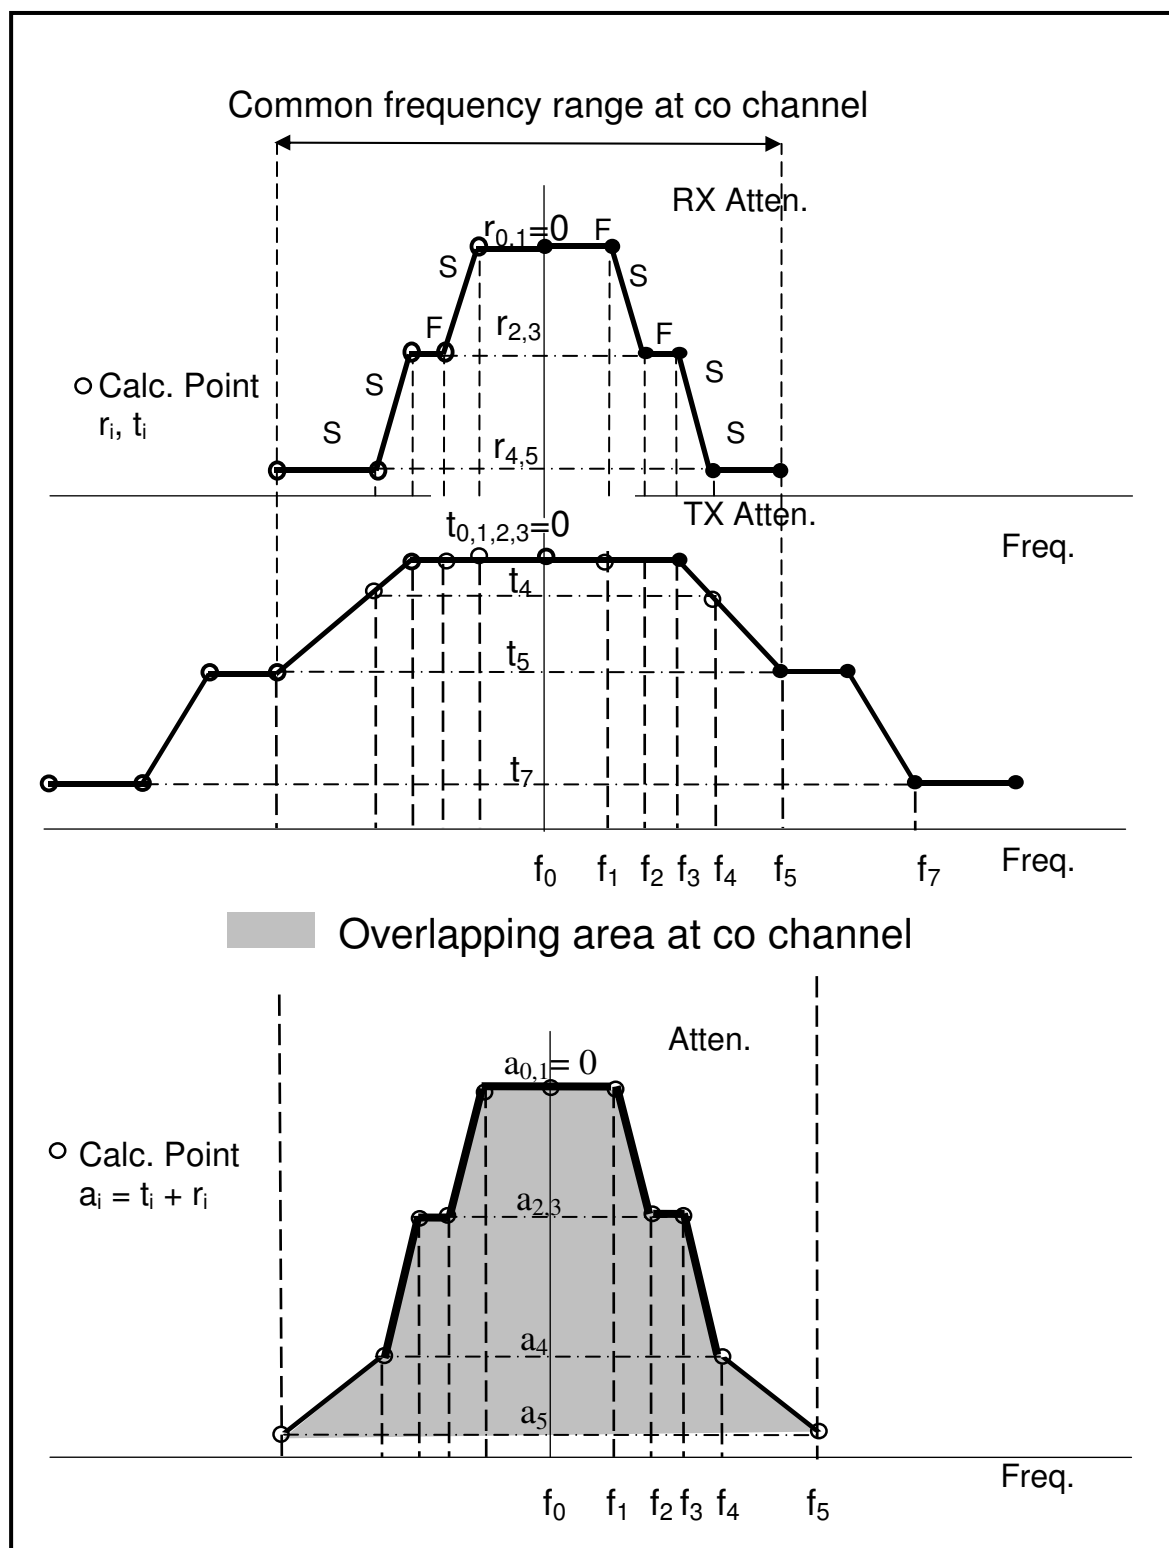 Common frequency range at co channel
RX Atten.
r0,1=0
F
S
S
r2,3
F
F
Calc. Point
ri, ti
S
S
S
S
r4,5
TX Atten.
t0,1,2,3=0
Freq.
t4
t5
t7
f0 f1 f2 f3 f4 f5 f7
Freq.
Overlapping area at co channel
Atten.
a0,1= 0
Calc. Point
ai = ti + ri
a2,3
a4
a5
Freq.
f0 f1 f2 f3 f4 f5